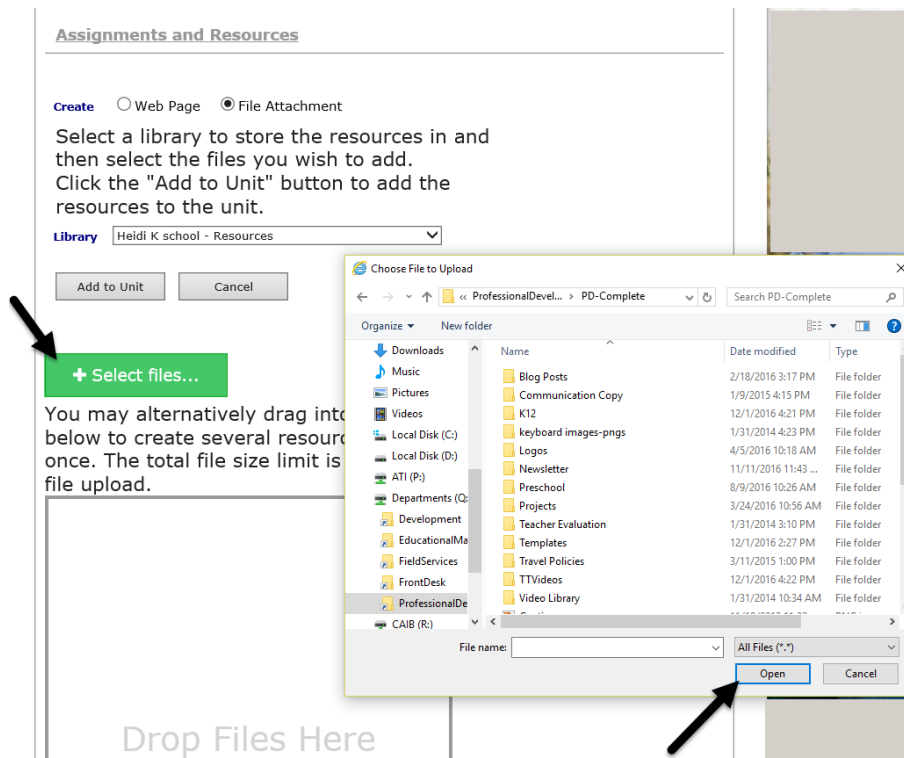 Assignments and Resources
Create Web Page File Attachment
Select a library to store the resources in and
then select the files you wish to add.
Click the "Add to Unit" button to add the
resources to the unit.
Library Heidi K school - Resources
Add to Unit Cancel
+ Select files...
You may alternatively drag into
below to create several resourc
once. The total file size limit is
file upload.
Drop Files Here
Choose File to Upload
« ProfessionalDevel... > PD-Complete
Search PD-Complete
Organize New folder
Downloads
Music
Pictures
Videos
Local Disk (C:)
Local Disk (D:)
ATI (P:)
Departments (Q:
Development
EducationalMa
FieldServices
FrontDesk
ProfessionalDe
CAIB (R:)
Name Date modified Type
Blog Posts 2/18/2016 3:17 PM File folder
Communication Copy 1/9/2015 4:15 PM File folder
K12 12/1/2016 4:21 PM File folder
keyboard images-pngs 1/31/2014 4:23 PM File folder
Logos 4/5/2016 10:18 AM File folder
Newsletter 11/11/2016 11:43 ... File folder
Preschool 8/9/2016 10:26 AM File folder
Projects 3/24/2016 10:56 AM File folder
Teacher Evaluation 1/31/2014 3:10 PM File folder
Templates 12/1/2016 2:27 PM File folder
Travel Policies 3/11/2015 1:00 PM File folder
TTVideos 12/1/2016 4:22 PM File folder
Video Library 1/31/2014 10:34 AM File folder
File name: All Files (*.*)
Open Cancel